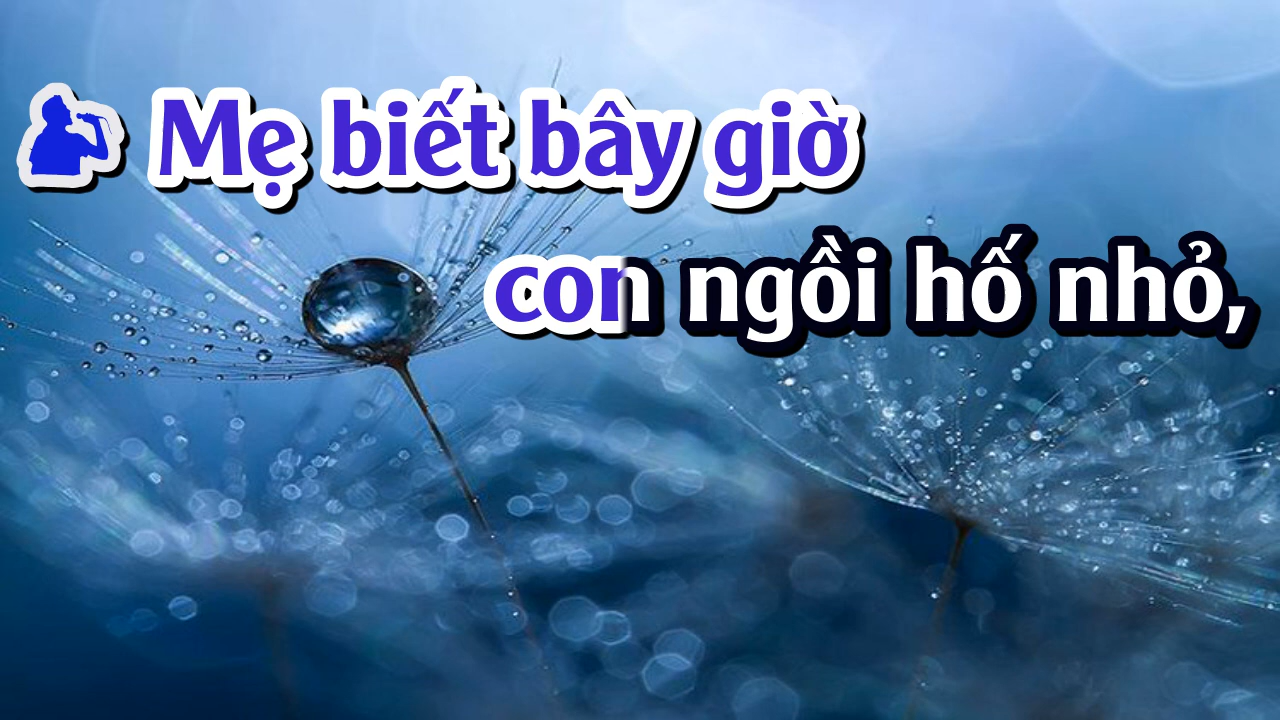 Mẹ biết bây giờ
con ngồi hố nhỏ,